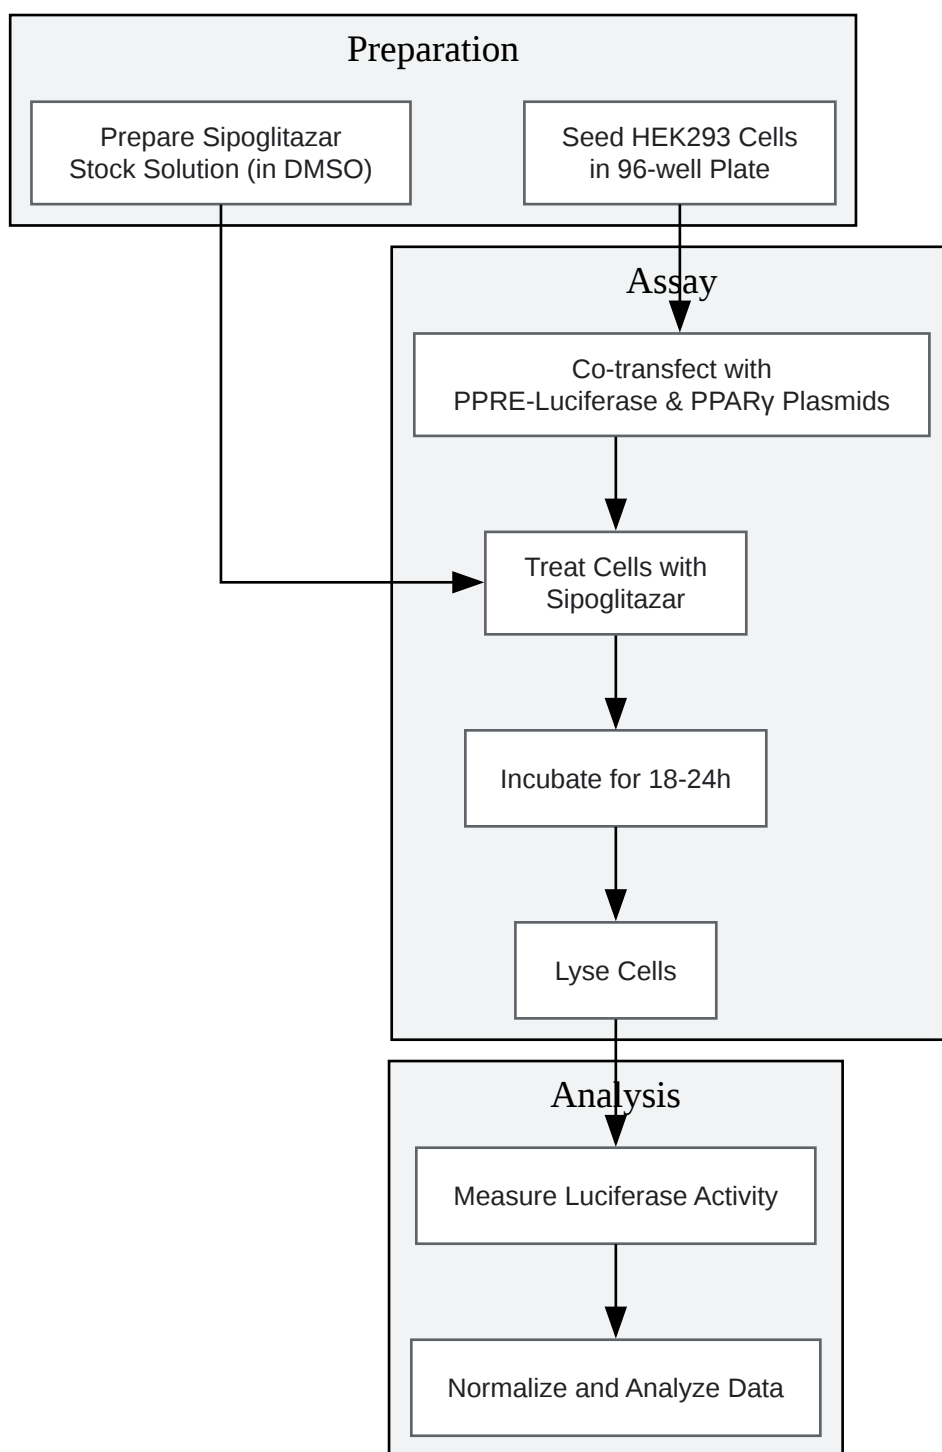 Preparation
Prepare Sipoglitazar
Stock Solution (in DMSO)
Seed HEK293 Cells
in 96-well Plate
Assay
Co-transfect with
PPRE-Luciferase & PPARγ Plasmids
Treat Cells with
Sipoglitazar
Incubate for 18-24h
Lyse Cells
Analysis
Measure Luciferase Activity
Normalize and Analyze Data